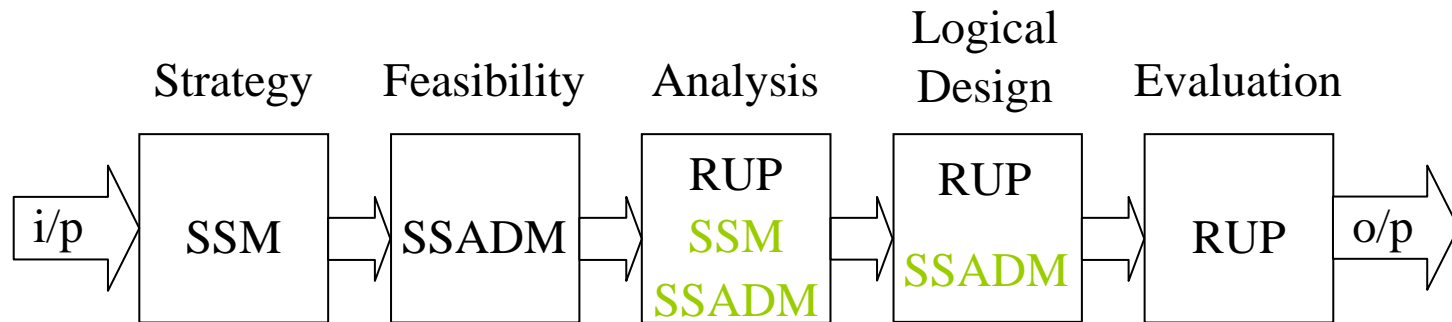 Strategy
Feasibility
Analysis
Logical
Design
Evaluation
i/p
SSM
SSADM
RUP
SSM
SSADM
RUP
SSADM
RUP
o/p